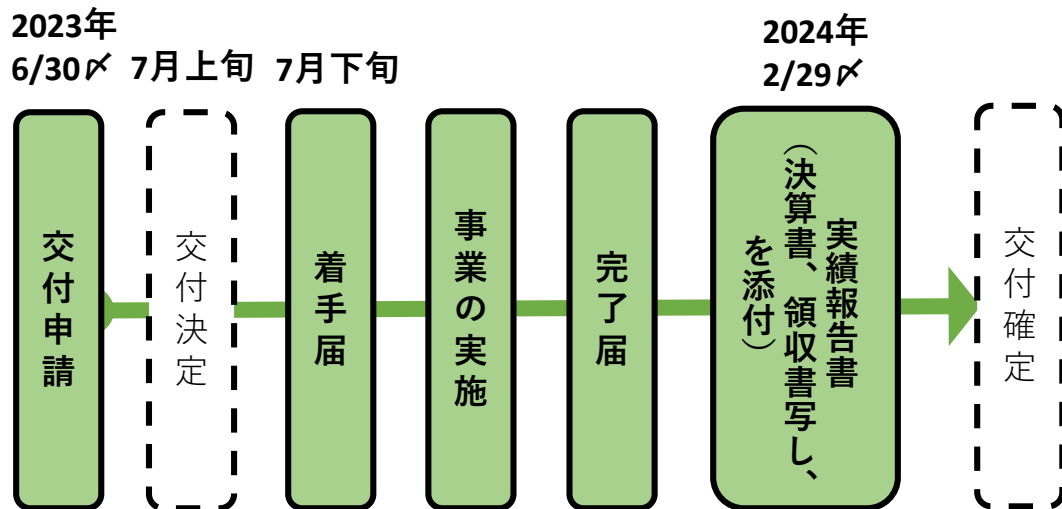 2023年
6/30〆
7月上旬
7月下旬
2024年
2/29〆
交付申請
交付決定
着手届
事業の実施
完了届
実績報告書
（決算書、領収書写し、
を添付）
交付確定